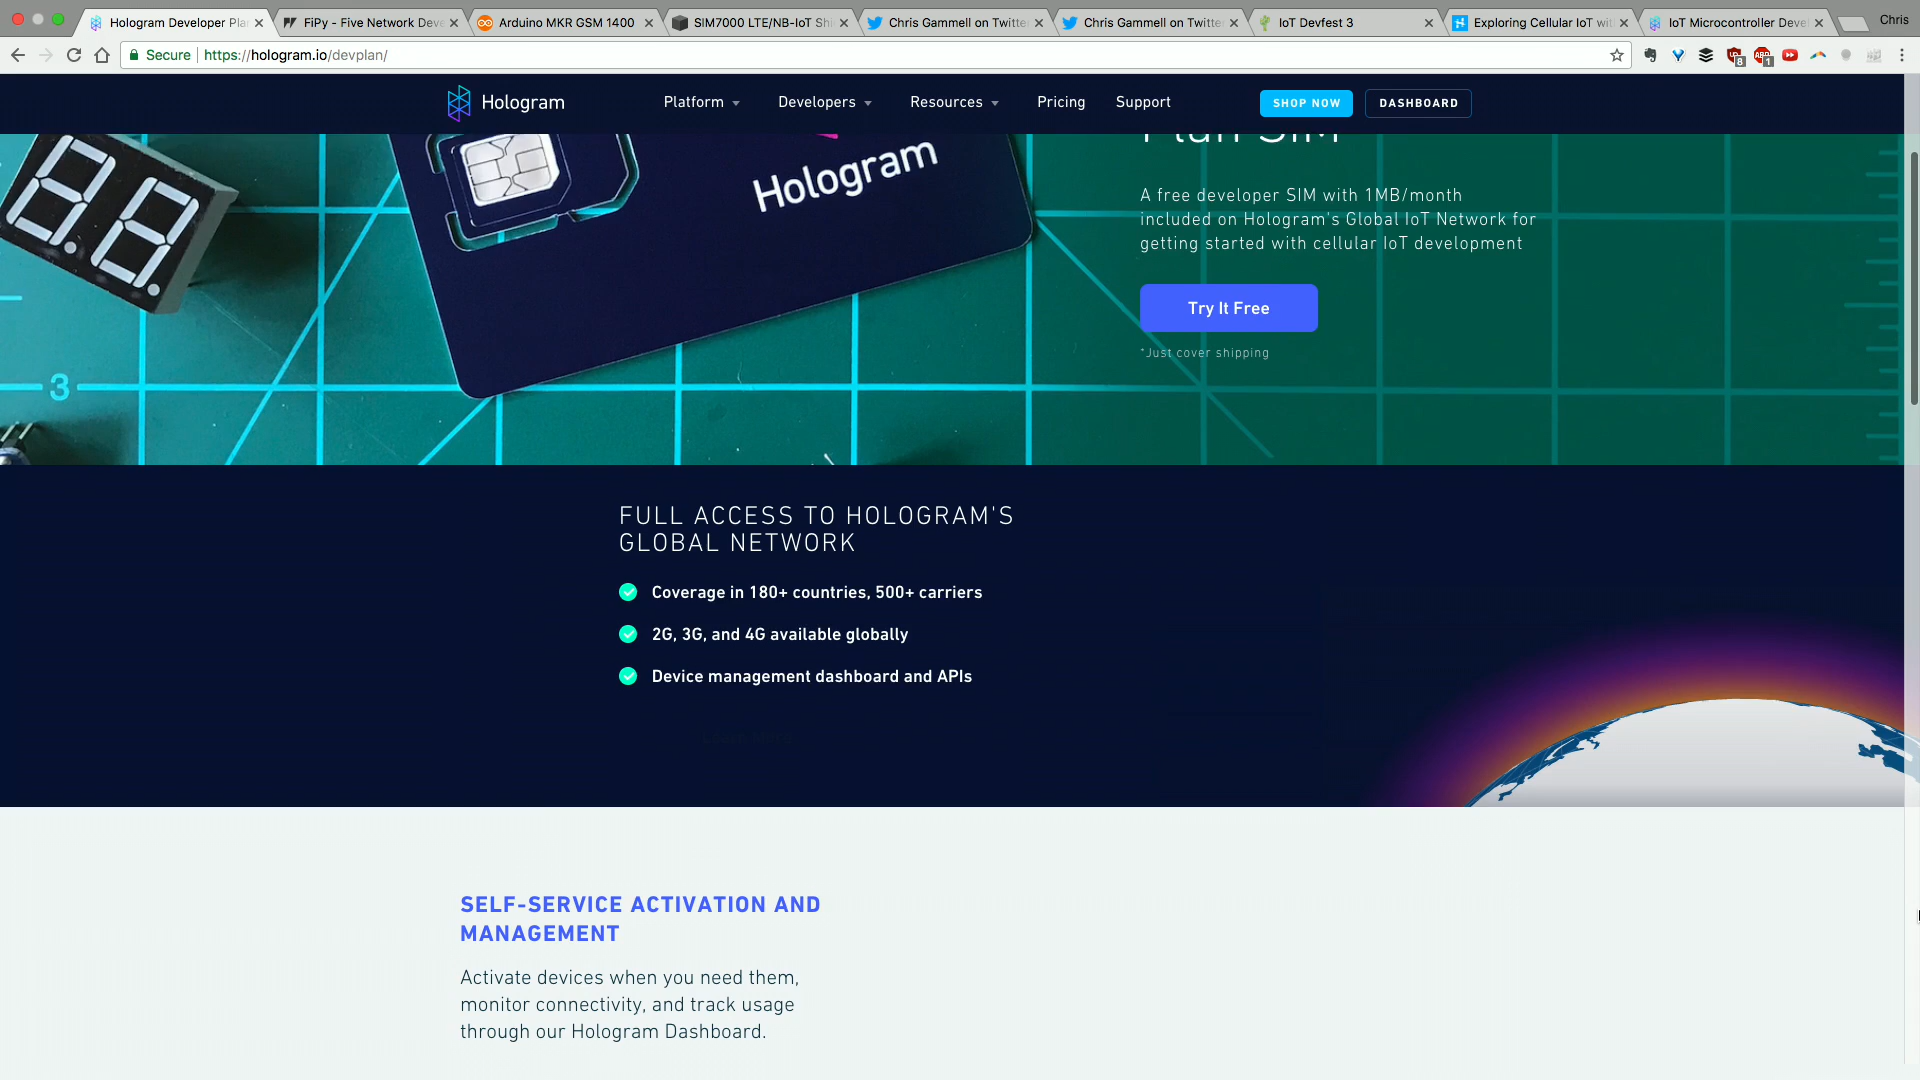 Hologram Developer Pla
FiPy - Five Network Deve
Arduino MKR GSM 1400
SIM7000 LTE/NB-IoT Shi
Chris Gammell on Twitte
Chris Gammell on Twitte
IoT Devfest 3
Exploring Cellular IoT wit
IoT Microcontroller Deve
Chris
Secure
https://hologram.io/devplan/
8
1
Hologram
Platform
Developers
Resources
Pricing
Support
SHOP NOW
DASHBOARD
Plan SIM
Hologram
A free developer SIM with 1MB/month
included on Hologram's Global IoT Network for
getting started with cellular IoT development
Try It Free
*Just cover shipping
3
FULL ACCESS TO HOLOGRAM'S
GLOBAL NETWORK
Coverage in 180+ countries, 500+ carriers
2G, 3G, and 4G available globally
Device management dashboard and APIs
SELF-SERVICE ACTIVATION AND
MANAGEMENT
Activate devices when you need them,
monitor connectivity, and track usage
through our Hologram Dashboard.